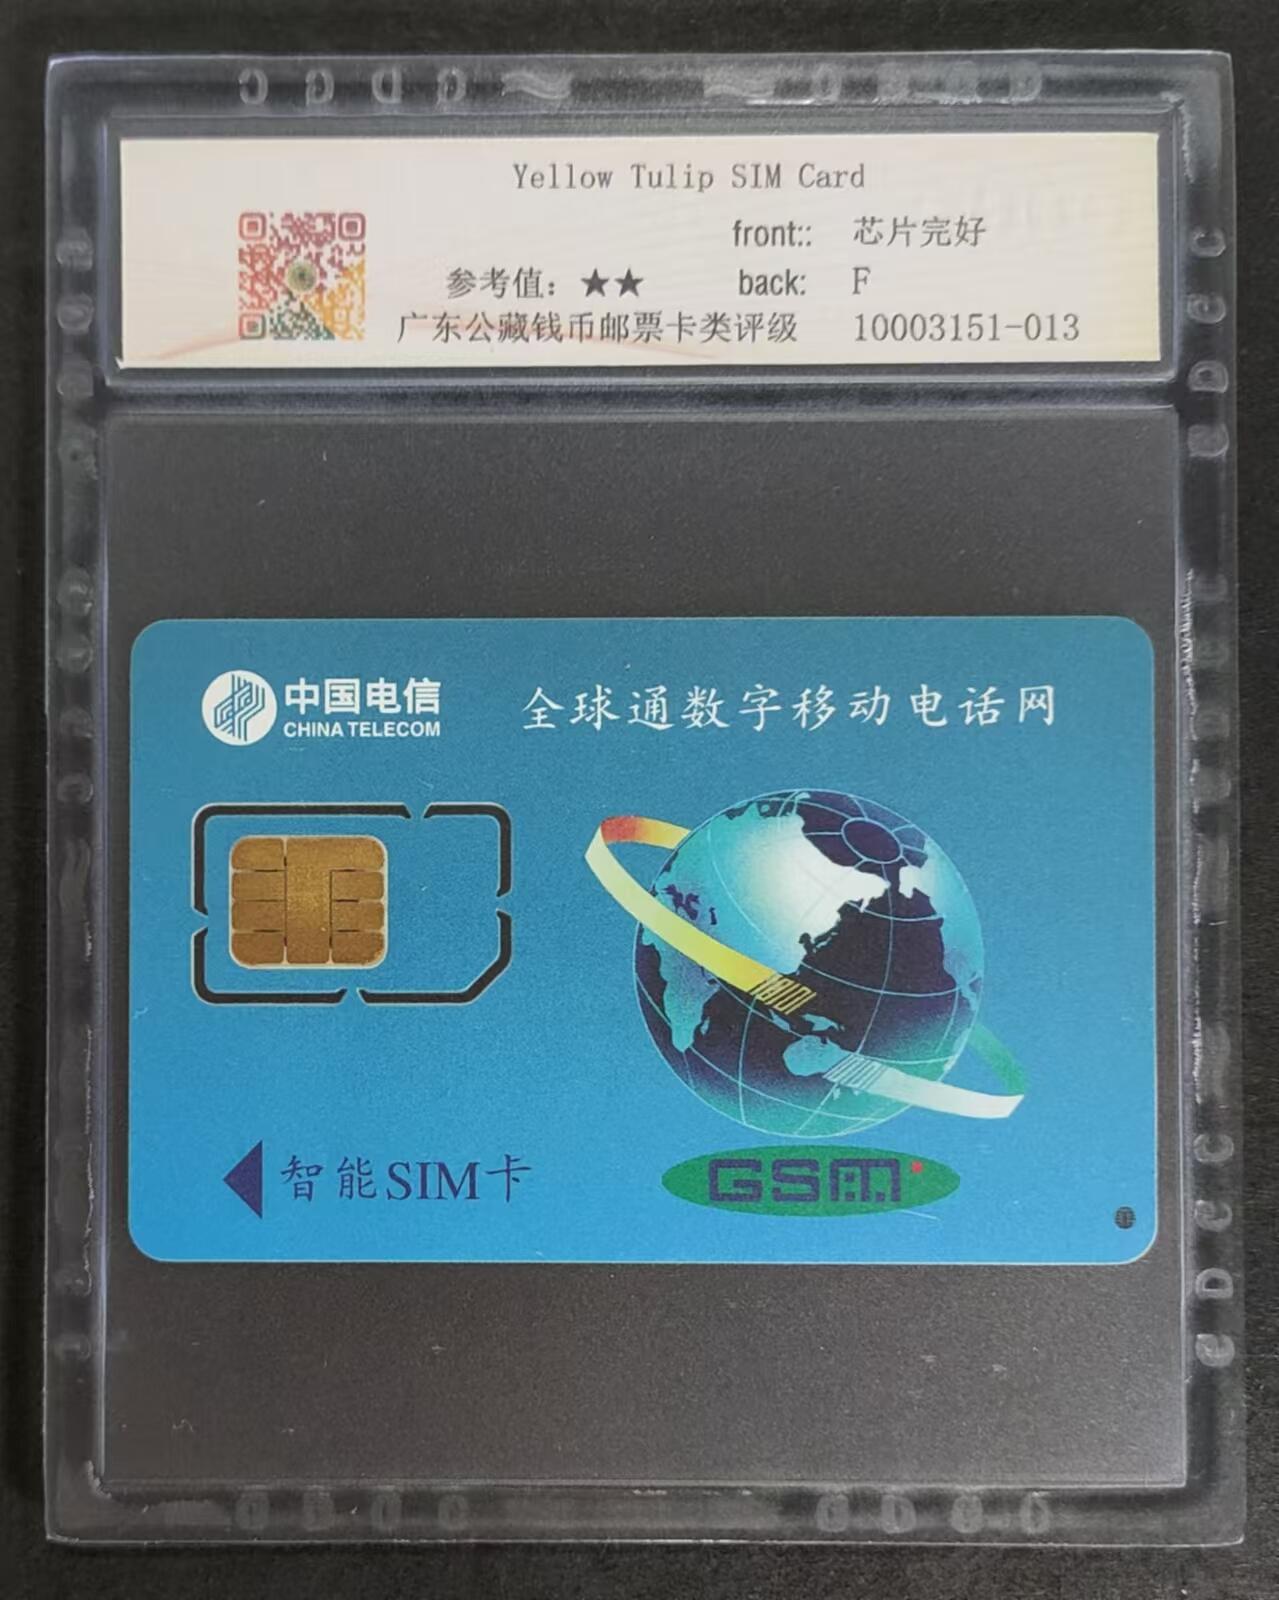 Yellow Tulip SIM Card
front:: 芯片完好
参考值：★★ back: F
广东公藏钱币邮票卡类评级 10003151-013
中国电信
CHINA TELECOM
全球通数字移动电话网
智能SIM卡
GSM